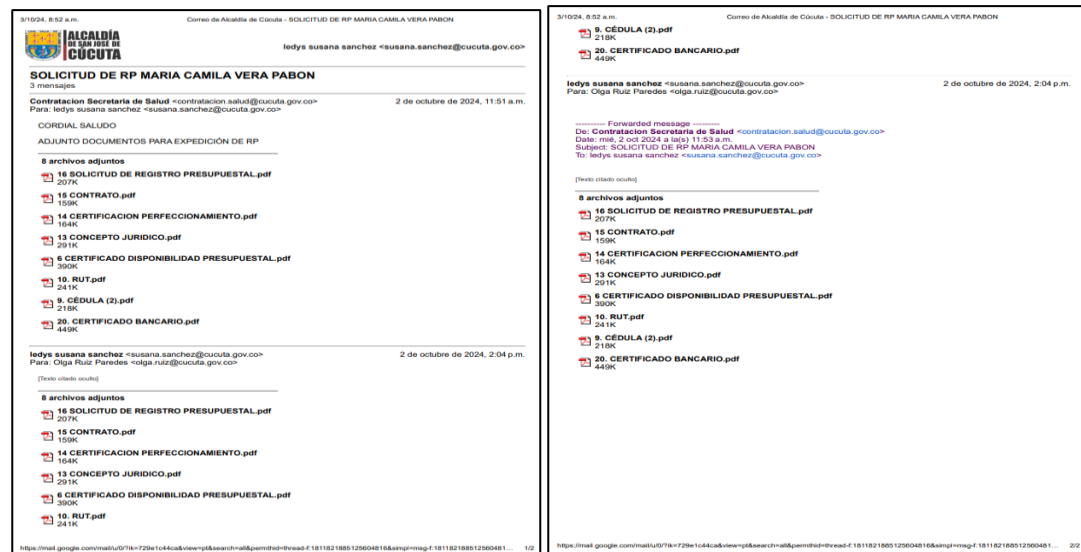 3/10/24, 8:52 a.m. Correo de Alcaldía de Cúcuta - SOLICITUD DE RP MARIA CAMILA VERA PABON
ALCALDÍA
DE SAN JOSÉ DE
CÚCUTA
ledys susana sanchez <susana.sanchez@cucuta.gov.co>
SOLICITUD DE RP MARIA CAMILA VERA PABON
3 mensajes
Contratacion Secretaria de Salud <contratacion.salud@cucuta.gov.co> 2 de octubre de 2024, 11:51 a.m.
Para: ledys susana sanchez <susana.sanchez@cucuta.gov.co>
CORDIAL SALUDO
ADJUNTO DOCUMENTOS PARA EXPEDICIÓN DE RP
8 archivos adjuntos
16 SOLICITUD DE REGISTRO PRESUPUESTAL.pdf
207K
15 CONTRATO.pdf
159K
14 CERTIFICACION PERFECCIONAMIENTO.pdf
164K
13 CONCEPTO JURIDICO.pdf
291K
6 CERTIFICADO DISPONIBILIDAD PRESUPUESTAL.pdf
390K
10. RUT.pdf
241K
9. CÉDULA (2).pdf
218K
20. CERTIFICADO BANCARIO.pdf
449K
ledys susana sanchez <susana.sanchez@cucuta.gov.co> 2 de octubre de 2024, 2:04 p.m.
Para: Olga Ruiz Paredes <olga.ruiz@cucuta.gov.co>
[Texto citado oculto]
8 archivos adjuntos
16 SOLICITUD DE REGISTRO PRESUPUESTAL.pdf
207K
15 CONTRATO.pdf
159K
14 CERTIFICACION PERFECCIONAMIENTO.pdf
164K
13 CONCEPTO JURIDICO.pdf
291K
6 CERTIFICADO DISPONIBILIDAD PRESUPUESTAL.pdf
390K
10. RUT.pdf
241K
1/2
3/10/24, 8:52 a.m. Correo de Alcaldía de Cúcuta - SOLICITUD DE RP MARIA CAMILA VERA PABON
9. CÉDULA (2).pdf
218K
20. CERTIFICADO BANCARIO.pdf
449K
ledys susana sanchez <susana.sanchez@cucuta.gov.co> 2 de octubre de 2024, 2:04 p.m.
Para: Olga Ruiz Paredes <olga.ruiz@cucuta.gov.co>
---------- Forwarded message ---------
De: Contratacion Secretaria de Salud <contratacion.salud@cucuta.gov.co>
Date: mié, 2 oct 2024 a la(s) 11:53 a.m.
Subject: SOLICITUD DE RP MARIA CAMILA VERA PABON
To: ledys susana sanchez <susana.sanchez@cucuta.gov.co>
[Texto citado oculto]
8 archivos adjuntos
16 SOLICITUD DE REGISTRO PRESUPUESTAL.pdf
207K
15 CONTRATO.pdf
159K
14 CERTIFICACION PERFECCIONAMIENTO.pdf
164K
13 CONCEPTO JURIDICO.pdf
291K
6 CERTIFICADO DISPONIBILIDAD PRESUPUESTAL.pdf
390K
10. RUT.pdf
241K
9. CÉDULA (2).pdf
218K
20. CERTIFICADO BANCARIO.pdf
449K
2/2